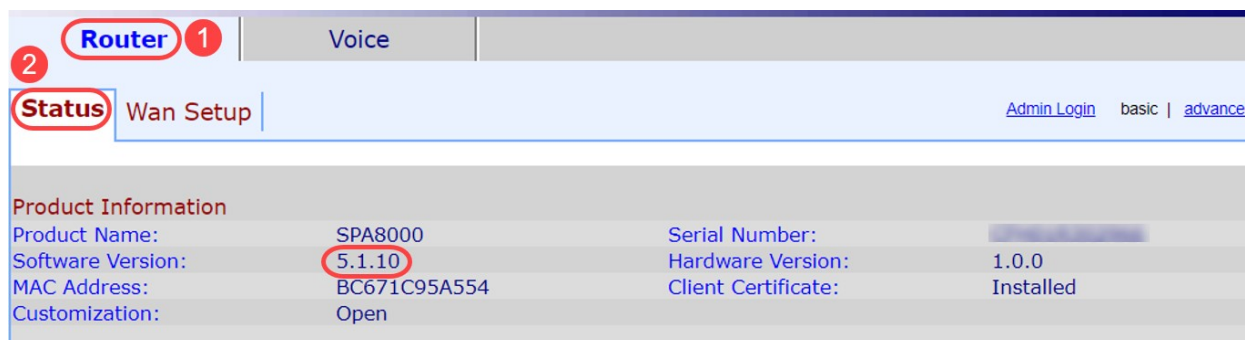 Router 1 Voice
2
Status Wan Setup Admin Login basic | advance
Product Information
Product Name: SPA8000 Serial Number:
Software Version: 5.1.10 Hardware Version: 1.0.0
MAC Address: BC671C95A554 Client Certificate: Installed
Customization: Open